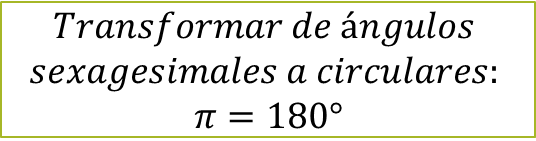 Transformar de ángulos
sexagesimales a circulares:
π = 180°